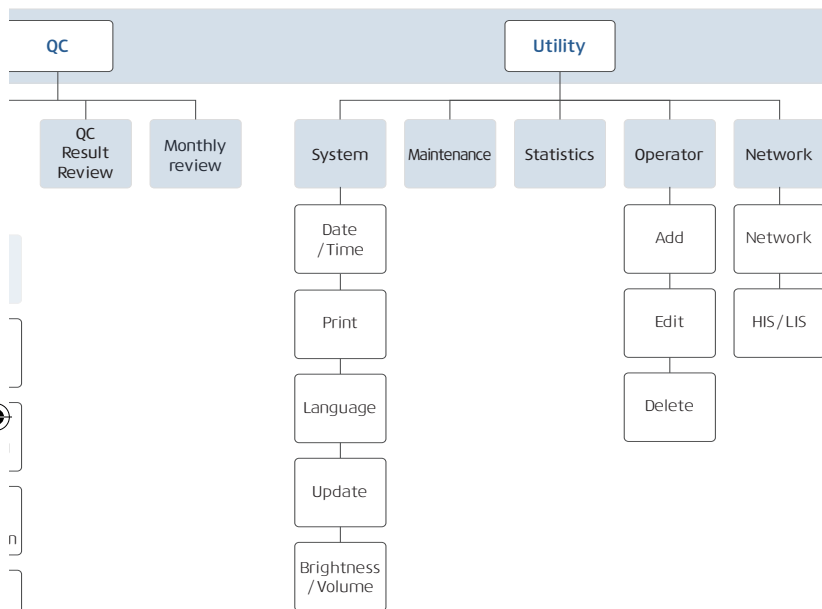 QC
Utility
QC
Result
Review
Monthly
review
System
Maintenance
Statistics
Operator
Network
Date
/Time
Add
Network
Print
Edit
HIS/LIS
Language
Delete
Update
n
Brightness
/Volume